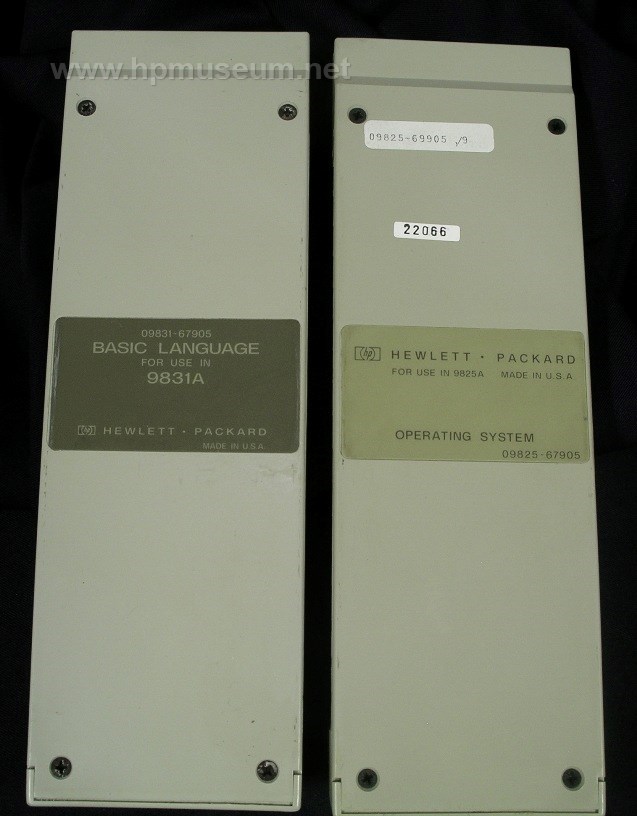 www.hpmuseum.net
09831-67905
BASIC LANGUAGE
FOR USE IN
9831A
hp HEWLETT · PACKARD
MADE IN U.S.A.
09825-69905 /9
22066
hp HEWLETT · PACKARD
FOR USE IN 9825A MADE IN U.S.A.
OPERATING SYSTEM
09825-67905